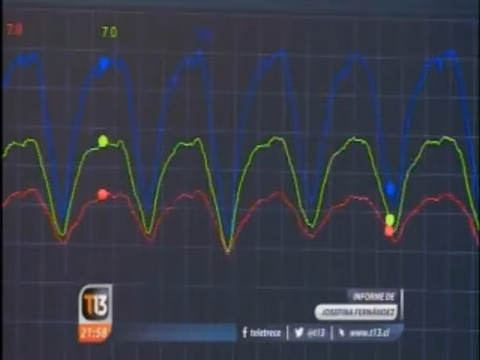 7.0
7.0
INFORME DE
JOSEFINA FERNÁNDEZ
T13
21:58
teletrece
@t13
www.t13.cl